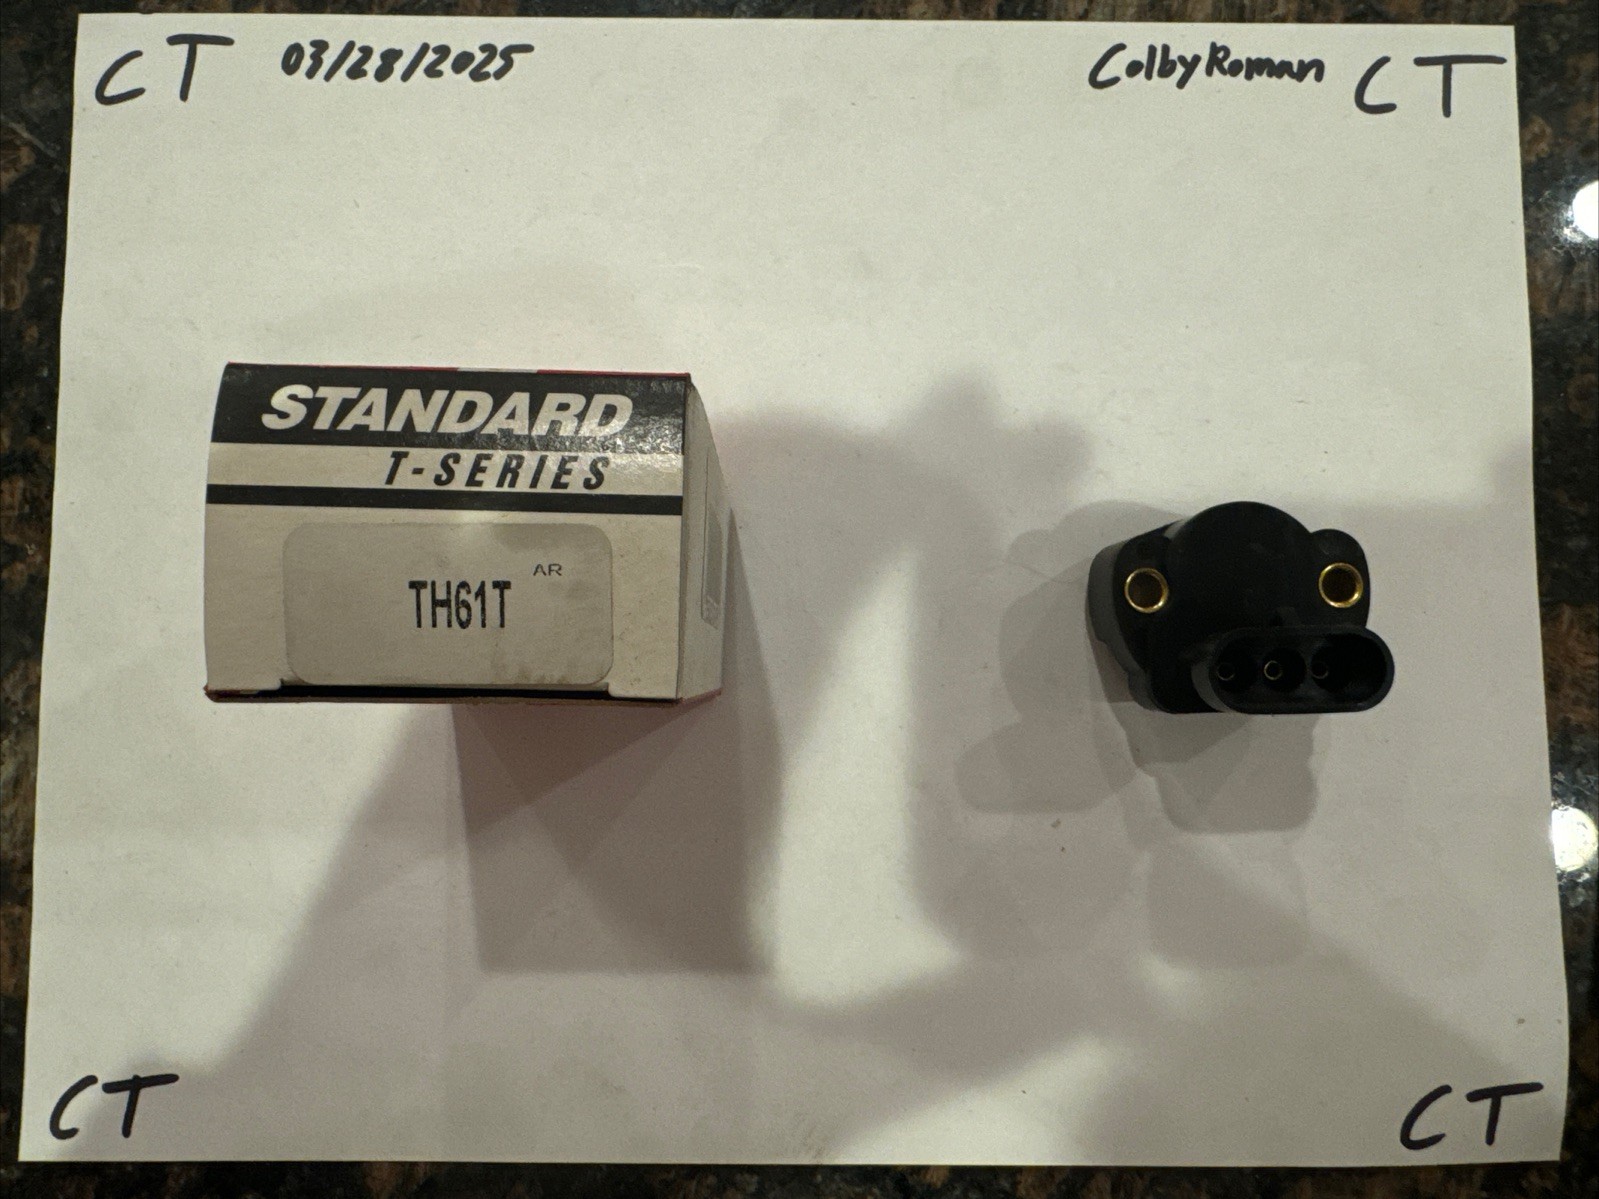 CT 03/28/2025 ColbyRoman CT
STANDARD
T-SERIES
AR
TH61T
CT CT